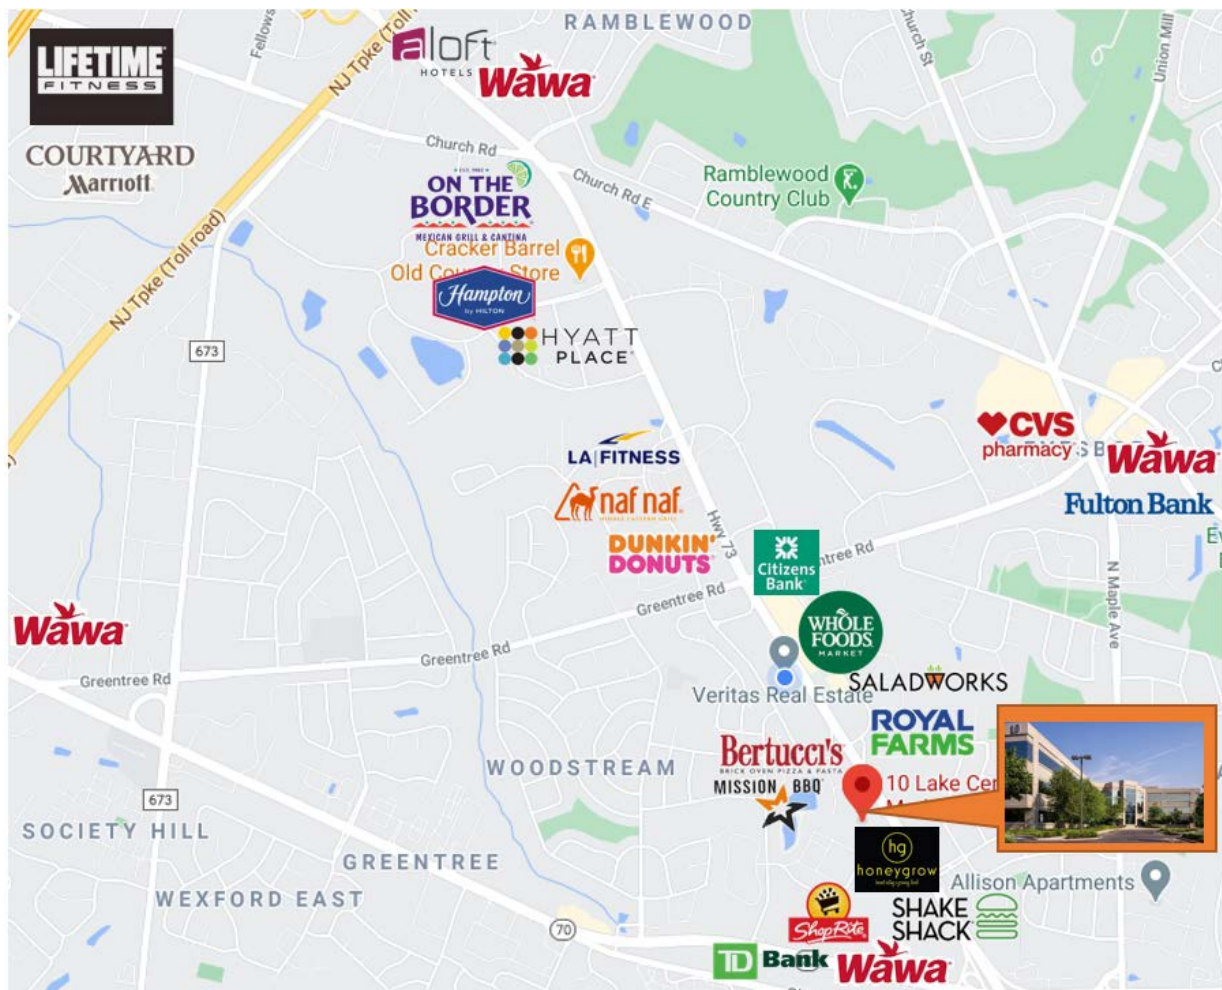 RAMBLEWOOD
Fellows
NJ Tpke (Toll
Church St
Union Mill
LIFETIME
FITNESS
aloft
HOTELS
Wawa
COURTYARD
Marriott
Church Rd
Church Rd E
Ramblewood
Country Club
ON THE
BORDER
MEXICAN GRILL & CANTINA
Cracker Barrel
Old Country Store
NJ Tpke (Toll road)
Hampton
by HILTON
HYATT
PLACE
673
CVS
pharmacy
Wawa
LA|FITNESS
naf naf
Fulton Bank
Hwy 73
DUNKIN'
DONUTS
Citizens
Bank
Greentree Rd
N Maple Ave
Greentree Rd
WHOLE
FOODS
MARKET
Wawa
Greentree Rd
Greentree Rd
SALADWORKS
Veritas Real Estate
ROYAL
FARMS
Bertucci's
BRICK OVEN PIZZA & PASTA
WOODSTREAM
MISSION BBQ
10 Lake Cen
673
SOCIETY HILL
GREENTREE
hg
honeygrow
WEXFORD EAST
Allison Apartments
SHAKE
SHACK
ShopRite
70
TD Bank
Wawa